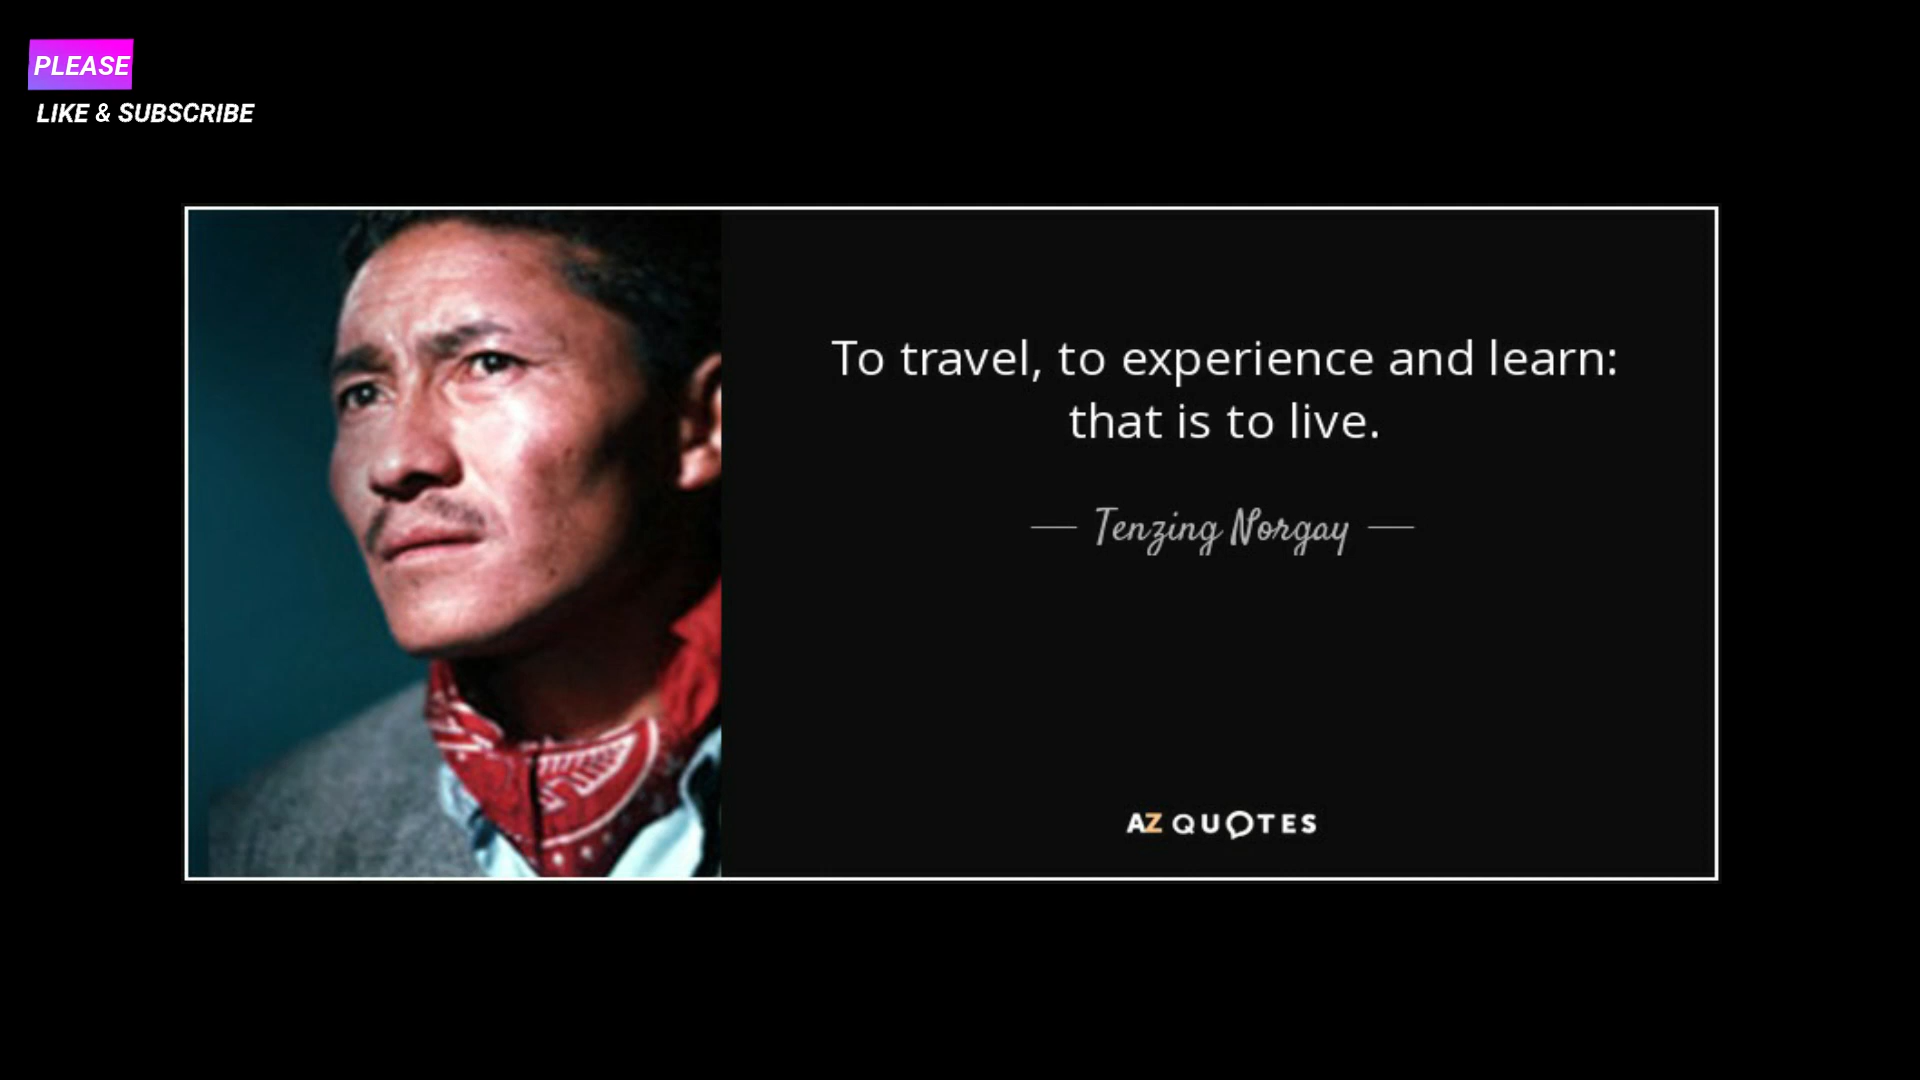 PLEASE
LIKE & SUBSCRIBE
To travel, to experience and learn:
that is to live.
Tenzing Norgay
AZ QUOTES